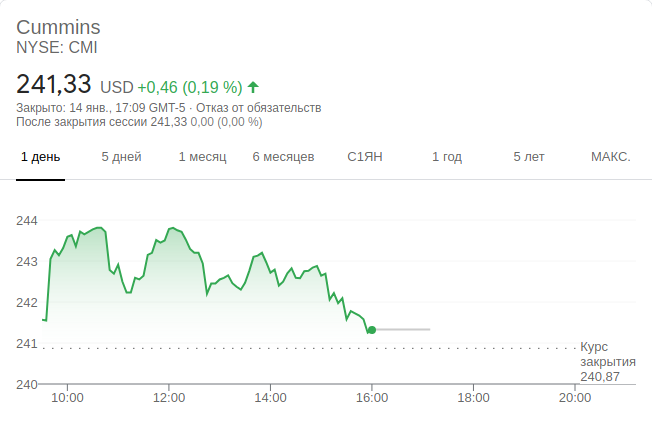 Cummins
NYSE: CMI
241,33 USD +0,46 (0,19 %)
Закрыто: 14 янв., 17:09 GMT-5 · Отказ от обязательств
После закрытия сессии 241,33 0,00 (0,00 %)
1 день 5 дней 1 месяц 6 месяцев С1ЯН 1 год 5 лет МАКС.
244
243
242
241
Курс
закрытия
240,87
240
10:00 12:00 14:00 16:00 18:00 20:00